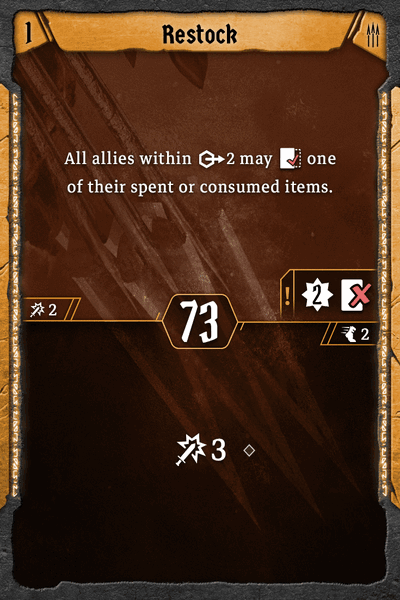 1
Restock
All allies within 2 may one
of their spent or consumed items.
! 2
2
73
2
3